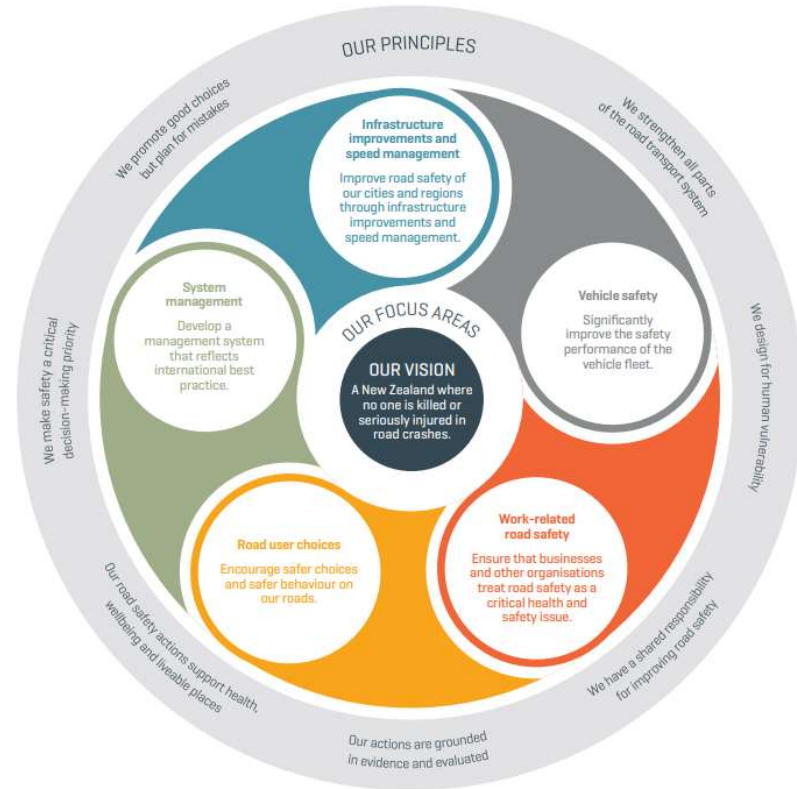 OUR PRINCIPLES
We promote good choices
but plan for mistakes
We strengthen all parts
of the road transport system
We design for human vulnerability
We have a shared responsibility
for improving road safety
Our actions are grounded
in evidence and evaluated
Our road safety actions support health,
wellbeing and liveable places
We make safety a critical
decision-making priority
Infrastructure
improvements and
speed management
Improve road safety of
our cities and regions
through infrastructure
improvements and
speed management.
Vehicle safety
Significantly
improve the safety
performance of the
vehicle fleet.
Work-related
road safety
Ensure that businesses
and other organisations
treat road safety as a
critical health and
safety issue.
Road user choices
Encourage safer choices
and safer behaviour on
our roads.
System
management
Develop a
management system
that reflects
international best
practice.
OUR FOCUS AREAS
OUR VISION
A New Zealand where
no one is killed or
seriously injured in
road crashes.